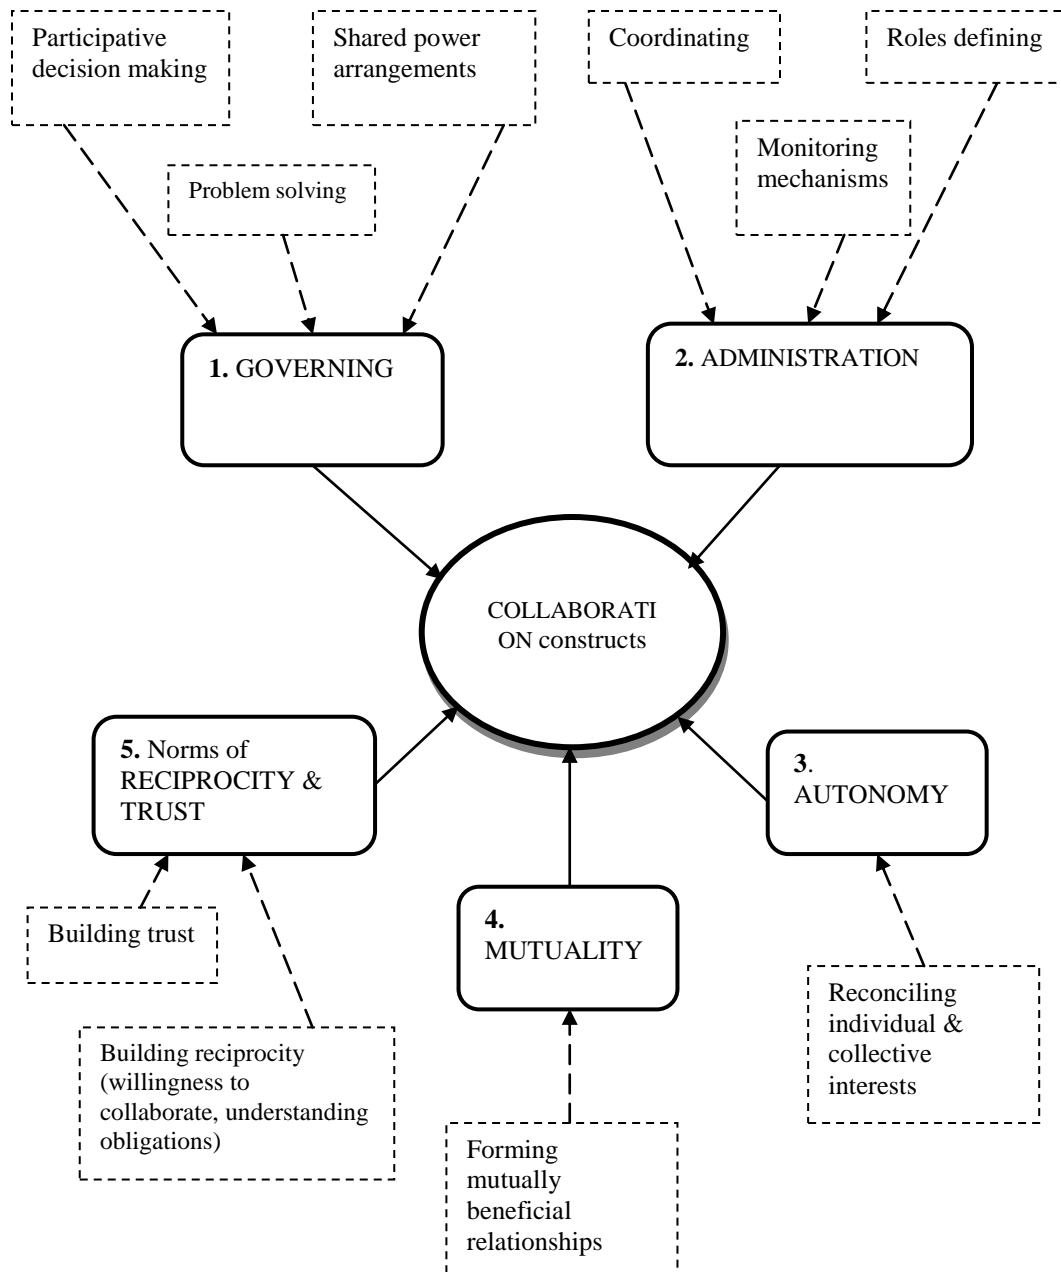 Participative
decision making
Shared power
arrangements
Coordinating
Roles defining
Problem solving
Monitoring
mechanisms
1. GOVERNING
2. ADMINISTRATION
COLLABORATI
ON constructs
5. Norms of
RECIPROCITY &
TRUST
3.
AUTONOMY
4.
MUTUALITY
Building trust
Reconciling
individual &
collective
interests
Building reciprocity
(willingness to
collaborate, understanding
obligations)
Forming
mutually
beneficial
relationships